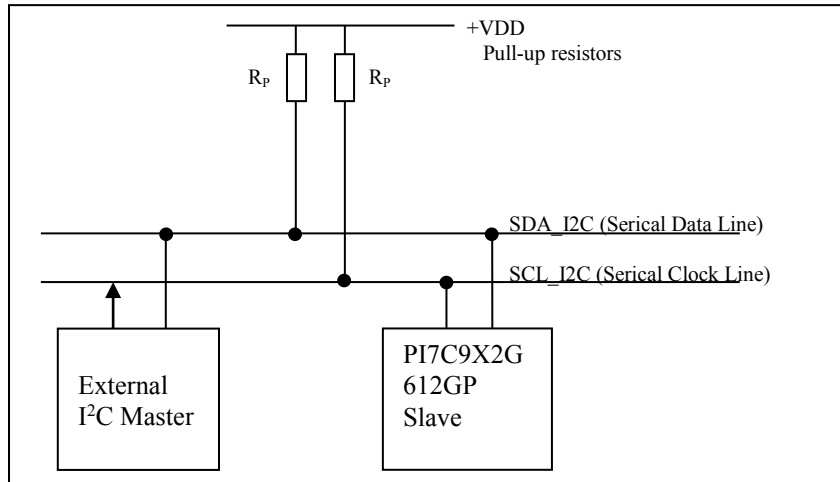 +VDD
Pull-up resistors
RP
RP
SDA_I2C (Serical Data Line)
SCL_I2C (Serical Clock Line)
External
I²C Master
PI7C9X2G
612GP
Slave